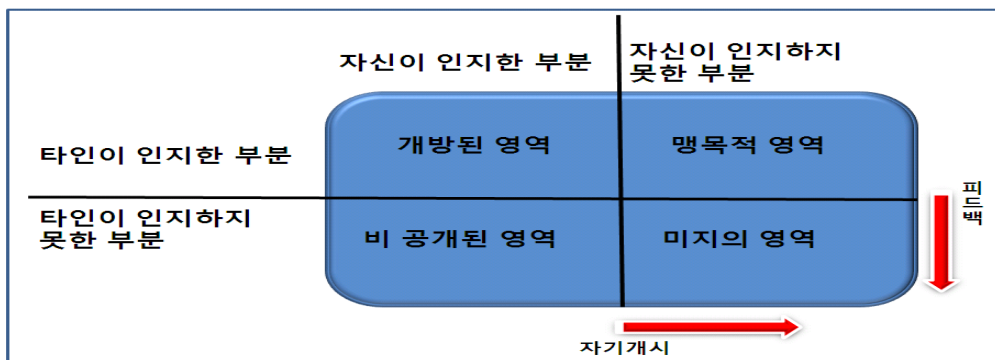 자신이 인지한 부분
자신이 인지하지
못한 부분
타인이 인지한 부분
개방된 영역
맹목적 영역
타인이 인지하지
못한 부분
비 공개된 영역
미지의 영역
피드백
자기개시